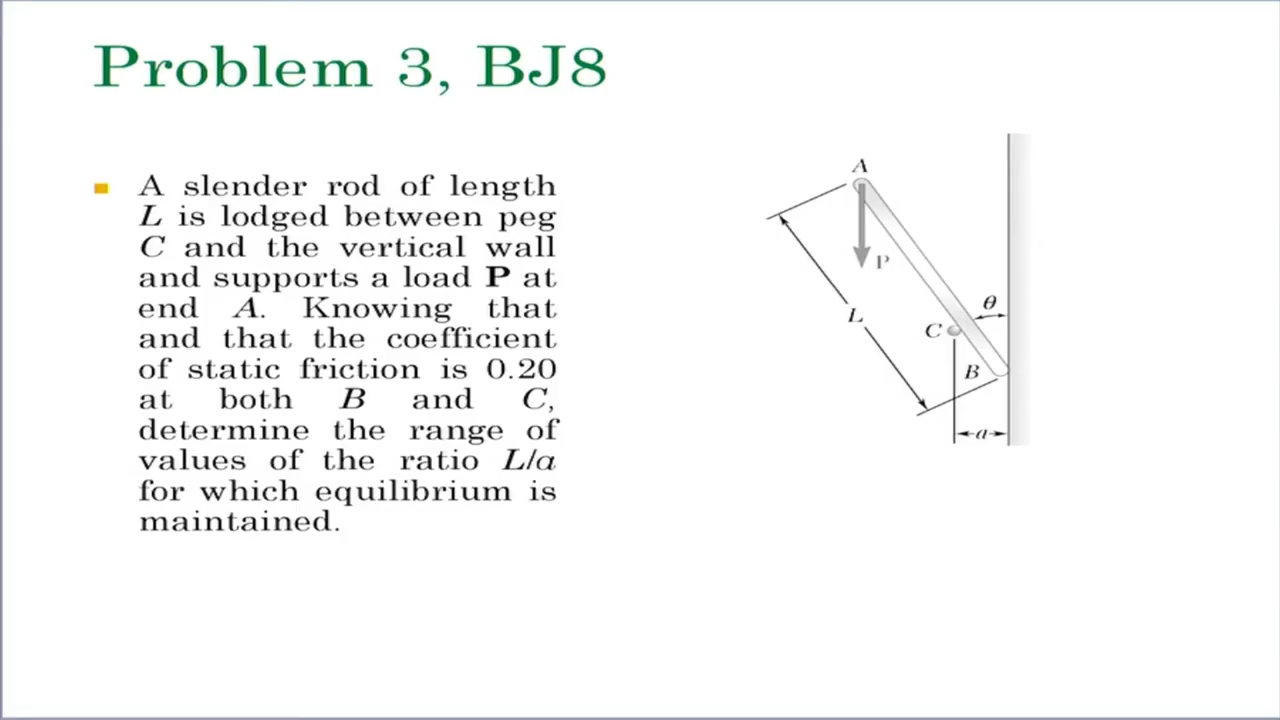 Problem 3, BJ8
A slender rod of length
L is lodged between peg
C and the vertical wall
and supports a load P at
end A. Knowing that
and that the coefficient
of static friction is 0.20
at both B and C,
determine the range of
values of the ratio L/a
for which equilibrium is
maintained.
A
P
L
θ
C
B
a